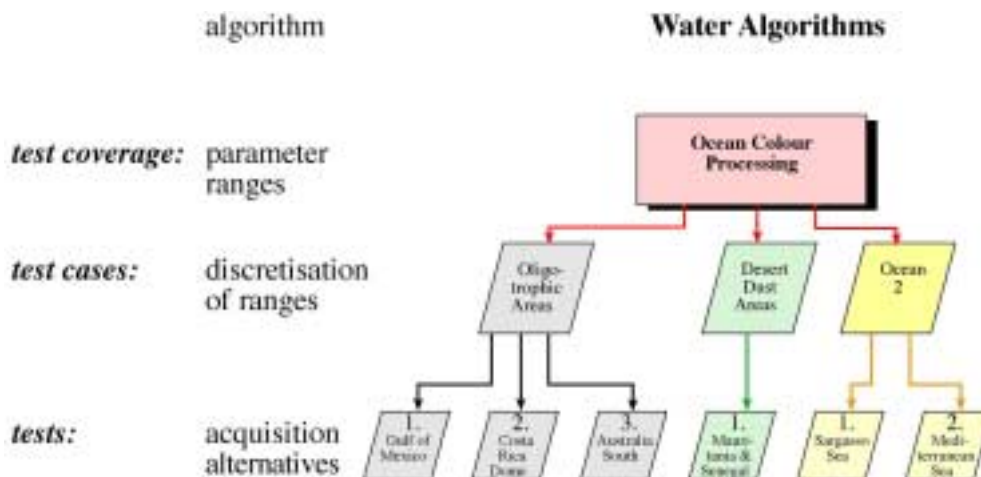 algorithm Water Algorithms
test coverage: parameter
ranges
Ocean Colour
Processing
test cases: discretisation
of ranges
Oligo-
trophic
Areas
Desert
Dust
Areas
Ocean
2
tests: acquisition
alternatives
1.
Gulf of
Mexico
2.
Costa
Rica
Dome
3.
Australia
South
1.
Maure-
tania &
Senegal
1.
Sargasso
Sea
2.
Medi-
terranean
Sea